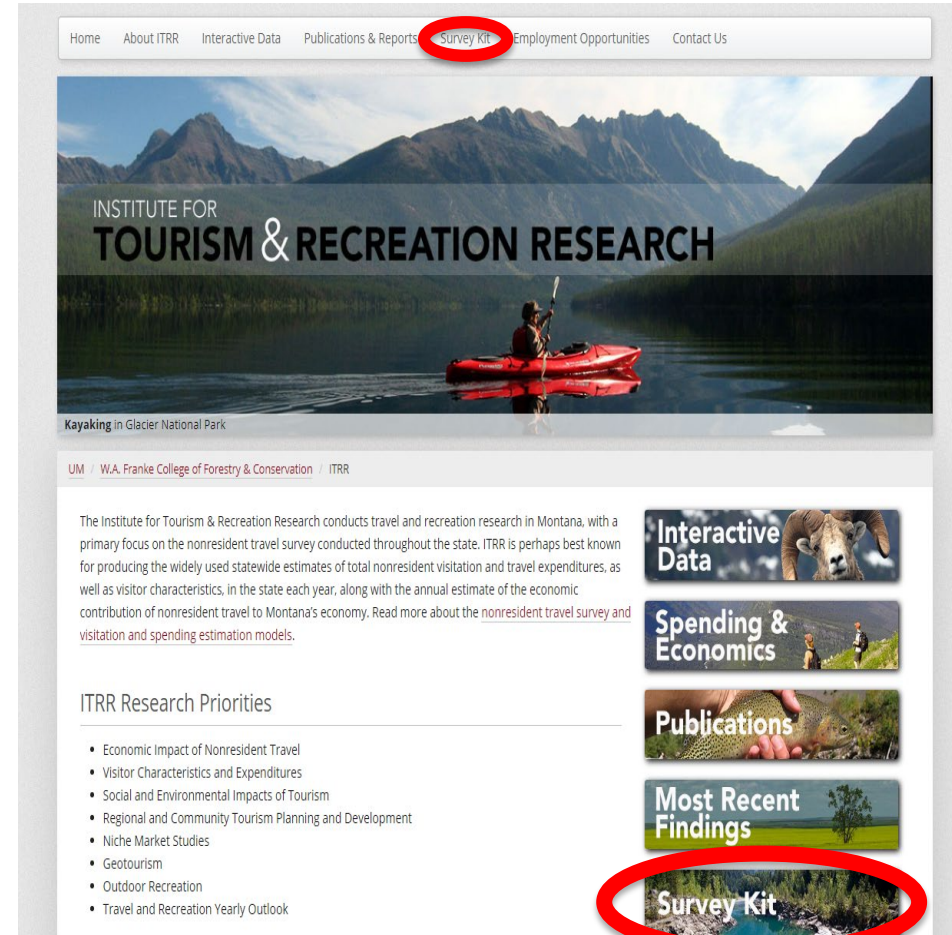 Home About ITRR Interactive Data Publications & Reports Survey Kit Employment Opportunities Contact Us
INSTITUTE FOR
TOURISM & RECREATION RESEARCH
Kayaking in Glacier National Park
UM / W.A. Franke College of Forestry & Conservation / ITRR
The Institute for Tourism & Recreation Research conducts travel and recreation research in Montana, with a
primary focus on the nonresident travel survey conducted throughout the state. ITRR is perhaps best known
for producing the widely used statewide estimates of total nonresident visitation and travel expenditures, as
well as visitor characteristics, in the state each year, along with the annual estimate of the economic
contribution of nonresident travel to Montana's economy. Read more about the nonresident travel survey and
visitation and spending estimation models.
ITRR Research Priorities
• Economic Impact of Nonresident Travel
• Visitor Characteristics and Expenditures
• Social and Environmental Impacts of Tourism
• Regional and Community Tourism Planning and Development
• Niche Market Studies
• Geotourism
• Outdoor Recreation
• Travel and Recreation Yearly Outlook
Interactive
Data
Spending &
Economics
Publications
Most Recent
Findings
Survey Kit